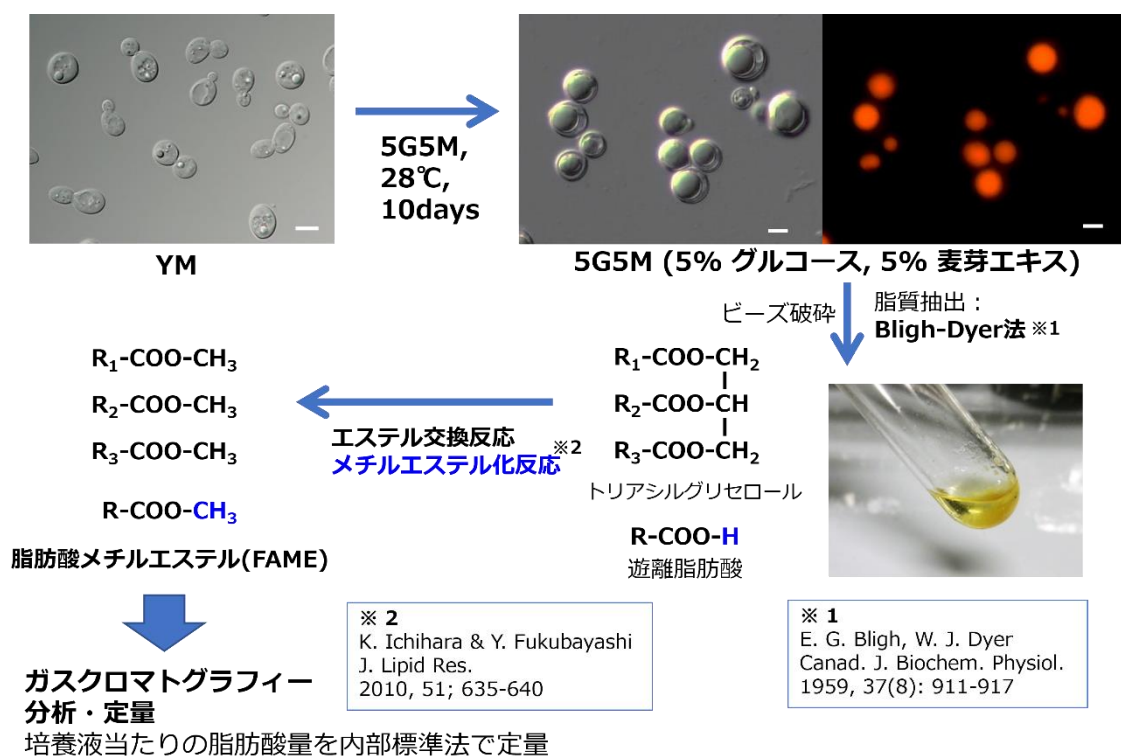 5G5M,
28℃,
10days
YM
5G5M (5% グルコース, 5% 麦芽エキス)
ビーズ破砕
脂質抽出：
Bligh-Dyer法 ※1
R₁-COO-CH₃
R₂-COO-CH₃
R₃-COO-CH₃
R-COO-CH₃
脂肪酸メチルエステル(FAME)
エステル交換反応
メチルエステル化反応 ※2
R₁-COO-CH₂
R₂-COO-CH
R₃-COO-CH₂
トリアシルグリセロール
R-COO-H
遊離脂肪酸
※ 2
K. Ichihara & Y. Fukubayashi
J. Lipid Res.
2010, 51; 635-640
※ 1
E. G. Bligh, W. J. Dyer
Canad. J. Biochem. Physiol.
1959, 37(8): 911-917
ガスクロマトグラフィー
分析・定量
培養液当たりの脂肪酸量を内部標準法で定量